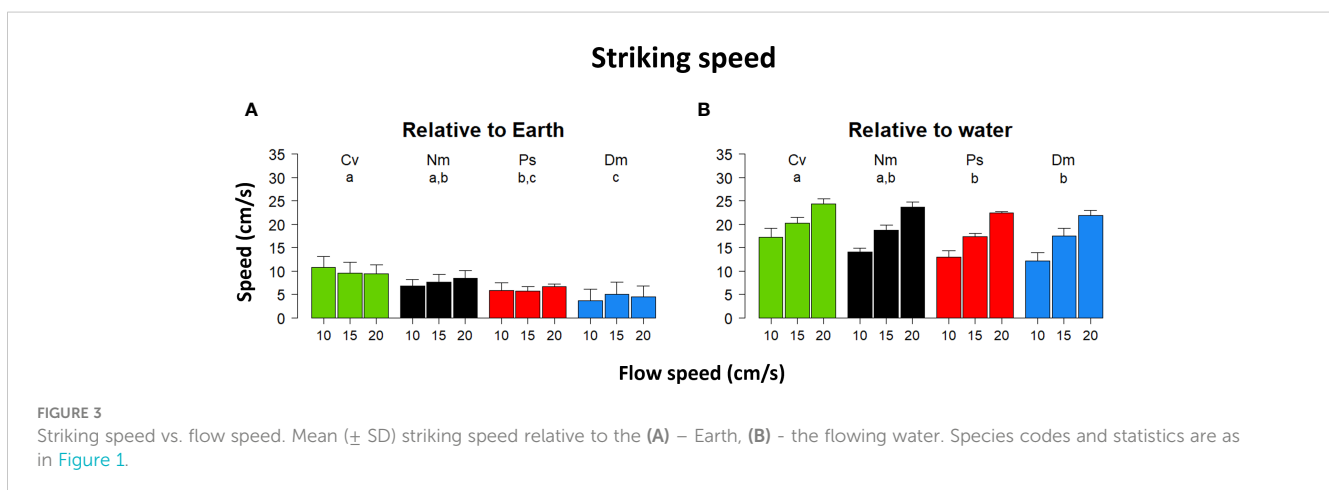 Striking speed
A
B
Relative to Earth
Relative to water
Speed (cm/s)
35
30
25
20
15
10
5
0
Cv
Nm
Ps
Dm
a
a,b
b,c
c
10 15 20 10 15 20 10 15 20 10 15 20
35
30
25
20
15
10
5
0
Cv
Nm
Ps
Dm
a
a,b
b
b
10 15 20 10 15 20 10 15 20 10 15 20
Flow speed (cm/s)
FIGURE 3
Striking speed vs. flow speed. Mean (± SD) striking speed relative to the (A) – Earth, (B) - the flowing water. Species codes and statistics are as
in Figure 1.